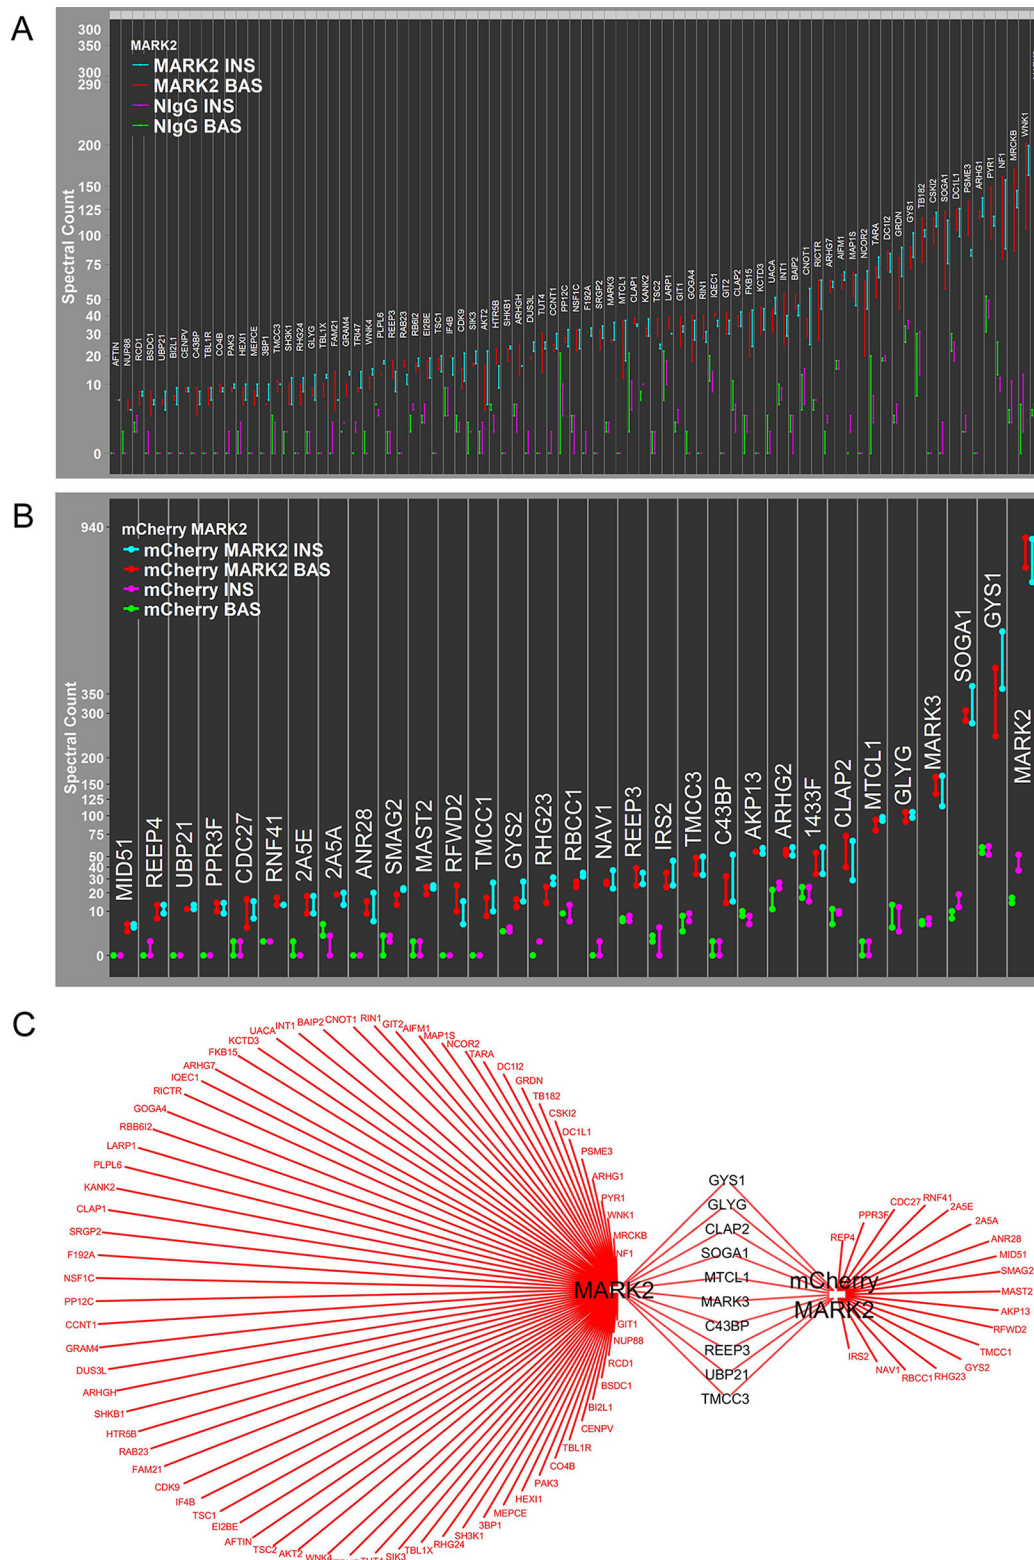 A
300
350
300
290
200
150
125
100
75
50
40
30
20
10
0
Spectral Count
MARK2
MARK2 INS
MARK2 BAS
NIgG INS
NIgG BAS
AFTIN
NUP88
RCD1
BSDC1
UBP21
BI2L1
CENPV
C43BP
TBL1R
CO4B
PAK3
HEXI1
MEPCE
3BP1
TMCC3
SH3K1
RHG24
GLYG
TBL1X
FAM21
GRAM4
TRI47
WNK4
PLPL6
REEP3
RAB23
RB6I2
EI2BE
TSC1
IF4B
CDK9
SIK3
AKT2
HTR5B
SHKB1
ARHGH
DUS3L
TUT4
CCNT1
PP12C
NSF1C
F192A
SRGP2
MARK3
MTCL1
CLAP1
KANK2
TSC2
LARP1
GIT1
GOGA4
RIN1
IQEC1
GIT2
CLAP2
FKB15
KCTD3
UACA
INT1
BAIP2
CNOT1
RICTR
ARHG7
AIFM1
MAP1S
NCOR2
TARA
DC1I2
GRDN
GYS1
TB182
CSKI2
SOGA1
DC1L1
PSME3
ARHG1
PYR1
NF1
MRCKB
WNK1
B
940
350
300
200
150
125
100
75
50
40
30
20
10
0
Spectral Count
mCherry MARK2
mCherry MARK2 INS
mCherry MARK2 BAS
mCherry INS
mCherry BAS
MID51
REEP4
UBP21
PPR3F
CDC27
RNF41
2A5E
2A5A
ANR28
SMAG2
MAST2
RFWD2
TMCC1
GYS2
RHG23
RBCC1
NAV1
REEP3
IRS2
TMCC3
C43BP
AKP13
ARHG2
1433F
CLAP2
MTCL1
GLYG
MARK3
SOGA1
GYS1
MARK2
C
CNOT1
RIN1
BAIP2
GIT2
INT1
AIFM1
UACA
MAP1S
KCTD3
NCOR2
FKB15
TARA
ARHG7
DC1I2
IQEC1
GRDN
RICTR
TB182
GOGA4
CSKI2
RBB6I2
DC1L1
LARP1
PSME3
PLPL6
ARHG1
KANK2
PYR1
CLAP1
WNK1
SRGP2
MRCKB
F192A
NF1
NSF1C
MARK2
PP12C
GIT1
CCNT1
NUP88
GRAM4
RCD1
DUS3L
BSDC1
ARHGH
BI2L1
SHKB1
CENPV
HTR5B
TBL1R
RAB23
CO4B
FAM21
PAK3
CDK9
HEXI1
IF4B
MEPCE
TSC1
3BP1
EI2BE
SH3K1
AFTIN
RHG24
TSC2
TBL1X
AKT2
SIK3
WNK4
TUT4
GYS1
GLYG
CLAP2
SOGA1
MTCL1
MARK3
C43BP
REEP3
UBP21
TMCC3
mCherry
MARK2
REP4
PPR3F
CDC27
RNF41
2A5E
2A5A
ANR28
MID51
SMAG2
MAST2
AKP13
RFWD2
TMCC1
GYS2
RHG23
RBCC1
NAV1
IRS2